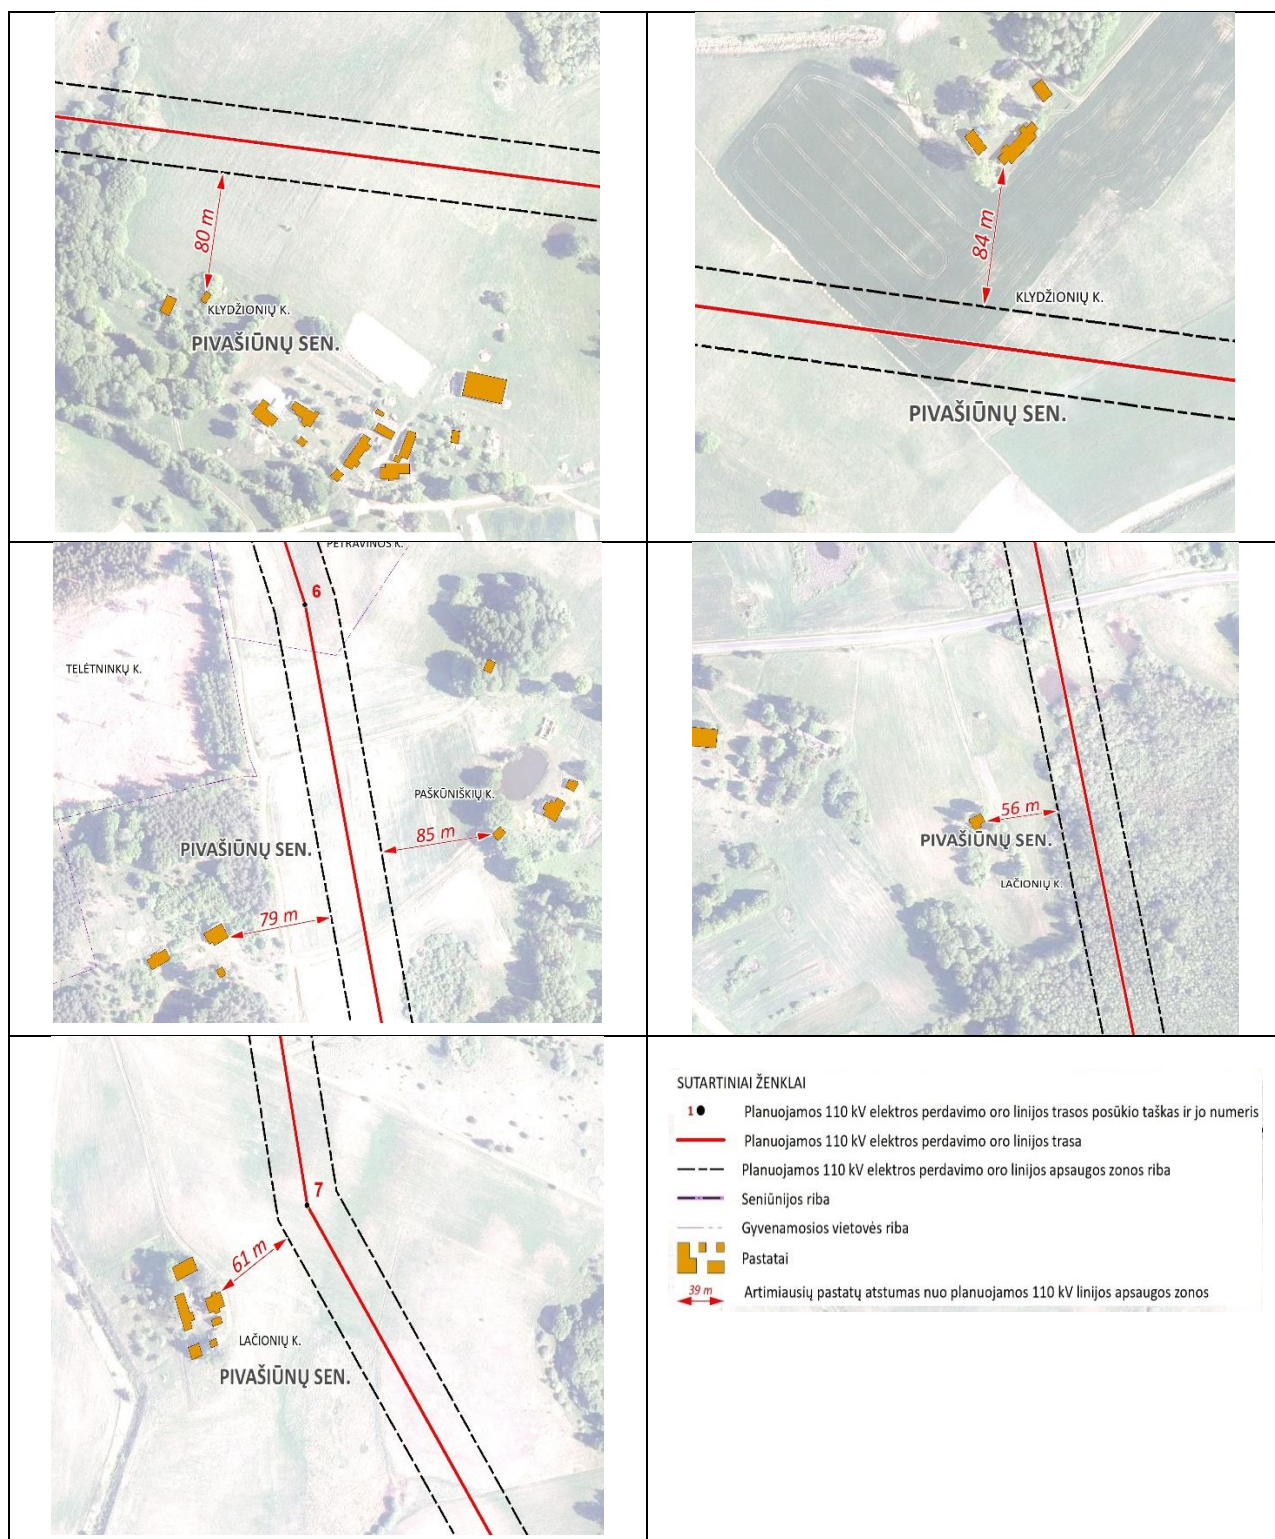 80 m
KLYDŽIONIŲ K.
PIVAŠIŪNŲ SEN.
84 m
KLYDŽIONIŲ K.
PIVAŠIŪNŲ SEN.
PETRAVINOS K.
6
TELĖTNINKŲ K.
PAŠKŪNIŠKIŲ K.
85 m
PIVAŠIŪNŲ SEN.
79 m
56 m
PIVAŠIŪNŲ SEN.
LAČIONIŲ K.
7
61 m
LAČIONIŲ K.
PIVAŠIŪNŲ SEN.
SUTARTINIAI ŽENKLAI
1 Planuojamos 110 kV elektros perdavimo oro linijos trasos posūkio taškas ir jo numeris
Planuojamos 110 kV elektros perdavimo oro linijos trasa
Planuojamos 110 kV elektros perdavimo oro linijos apsaugos zonos riba
Seniūnijos riba
Gyvenamosios vietovės riba
Pastatai
39 m Artimiausių pastatų atstumas nuo planuojamos 110 kV linijos apsaugos zonos